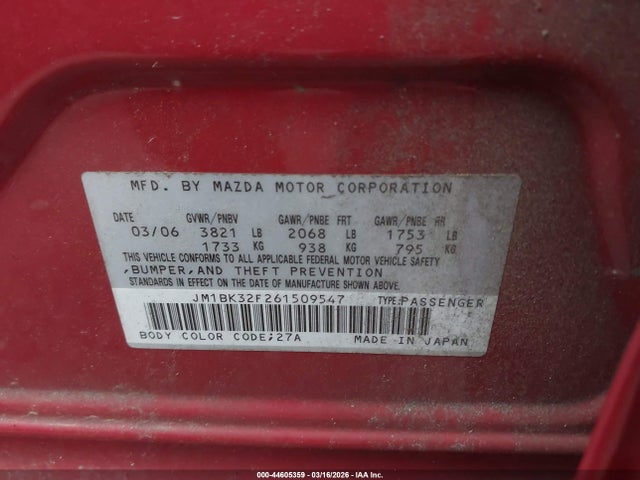 MFD. BY MAZDA MOTOR CORPORATION
DATE GVWR/PNBV GAWR/PNBE FRT GAWR/PNBE RR
03/06 3821 LB 2068 LB 1753 LB
1733 KG 938 KG 795 KG
THIS VEHICLE CONFORMS TO ALL APPLICABLE FEDERAL MOTOR VEHICLE SAFETY
,BUMPER,AND THEFT PREVENTION
STANDARDS IN EFFECT ON THE DATE OF MANUFACTURE SHOWN ABOVE.
JM1BK32F261509547 TYPE:PASSENGER
BODY COLOR CODE;27A MADE IN JAPAN
000-44605359 - 03/16/2026 - IAA Inc.